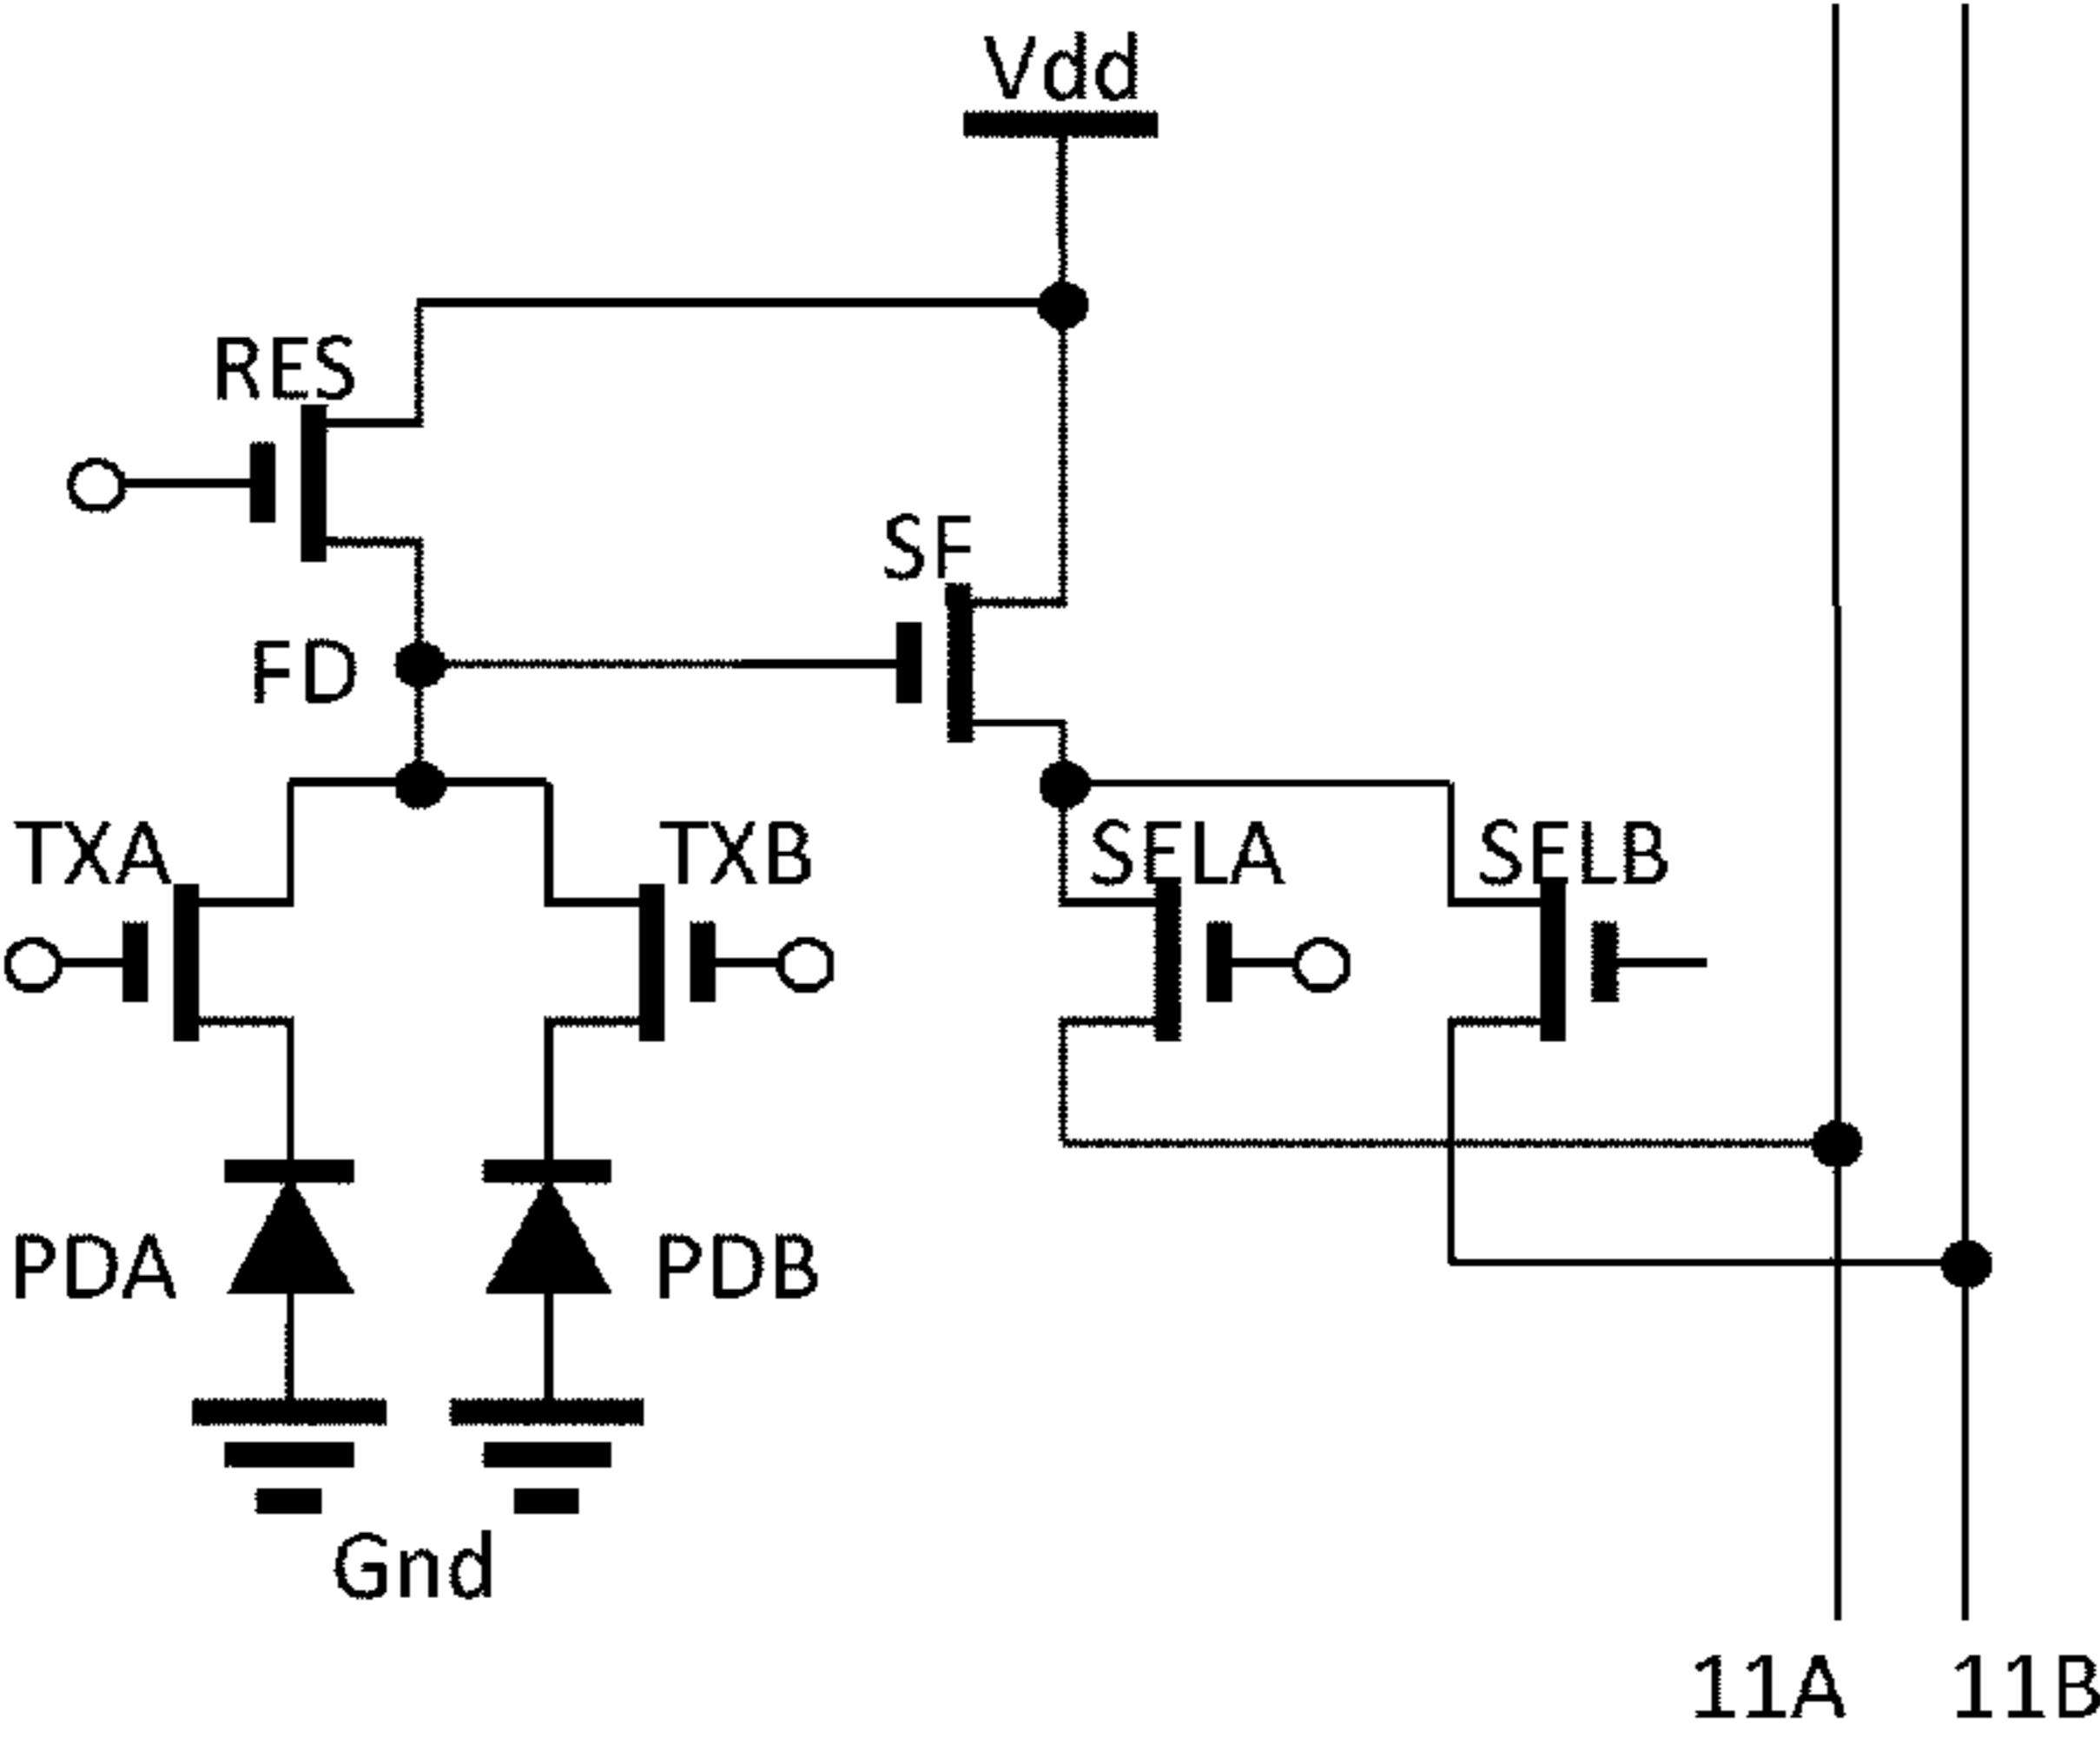 Vdd
RES
SF
FD
TXA
TXB
SELA
SELB
PDA
PDB
Gnd
11A
11B